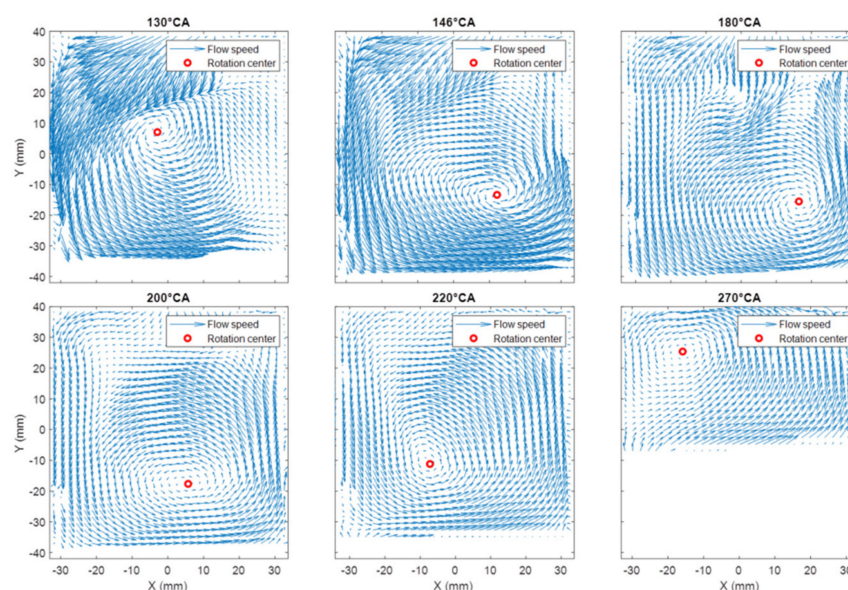 130°CA
146°CA
180°CA
Flow speed
Rotation center
Flow speed
Rotation center
Flow speed
Rotation center
Y (mm)
40
30
20
10
0
-10
-20
-30
-40
200°CA
220°CA
270°CA
Flow speed
Rotation center
Flow speed
Rotation center
Flow speed
Rotation center
Y (mm)
40
30
20
10
0
-10
-20
-30
-40
-30 -20 -10 0 10 20 30
-30 -20 -10 0 10 20 30
-30 -20 -10 0 10 20 30
X (mm)
X (mm)
X (mm)